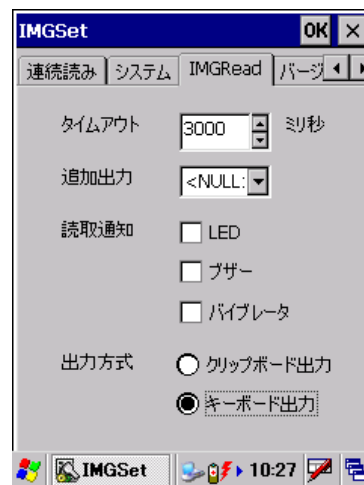 IMGSet OK
連続読み システム IMGRead バージ
タイムアウト 3000 ミリ秒
追加出力 <NULL:
読取通知 LED
ブザー
バイブレータ
出力方式 クリップボード出力
キーボード出力
IMGSet 10:27